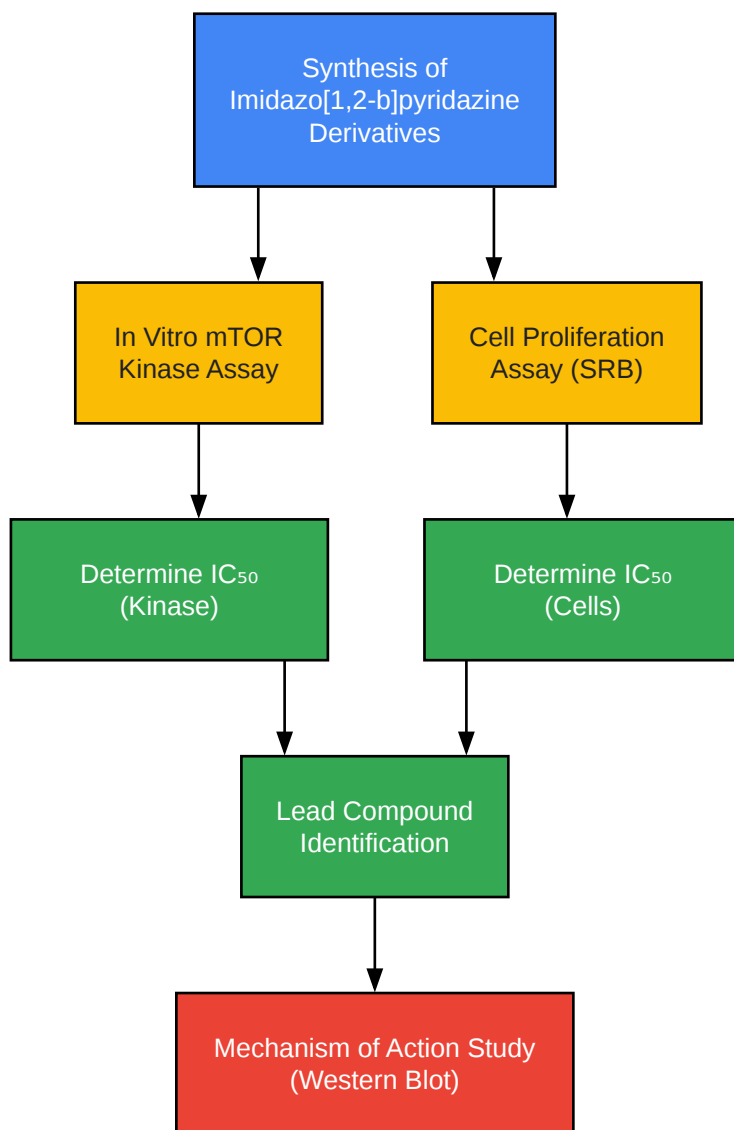 Synthesis of
Imidazo[1,2-b]pyridazine
Derivatives
In Vitro mTOR
Kinase Assay
Cell Proliferation
Assay (SRB)
Determine IC₅₀
(Kinase)
Determine IC₅₀
(Cells)
Lead Compound
Identification
Mechanism of Action Study
(Western Blot)